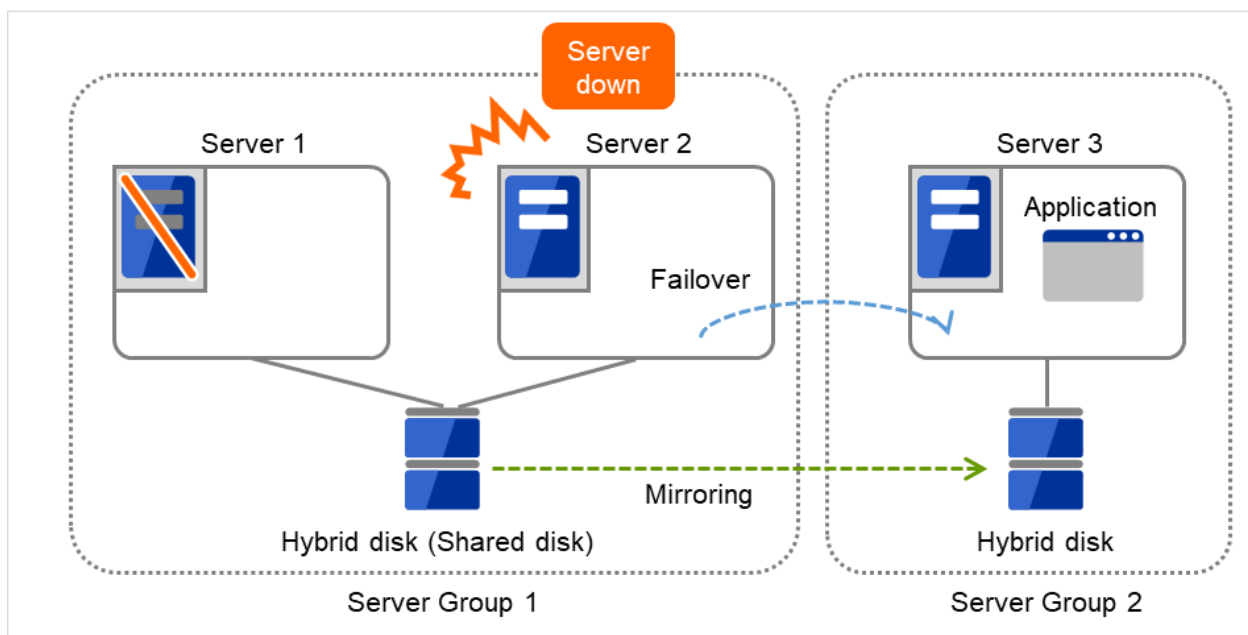 Server
down
Server 1
Server 2
Server 3
Application
Failover
Mirroring
Hybrid disk (Shared disk)
Hybrid disk
Server Group 1
Server Group 2